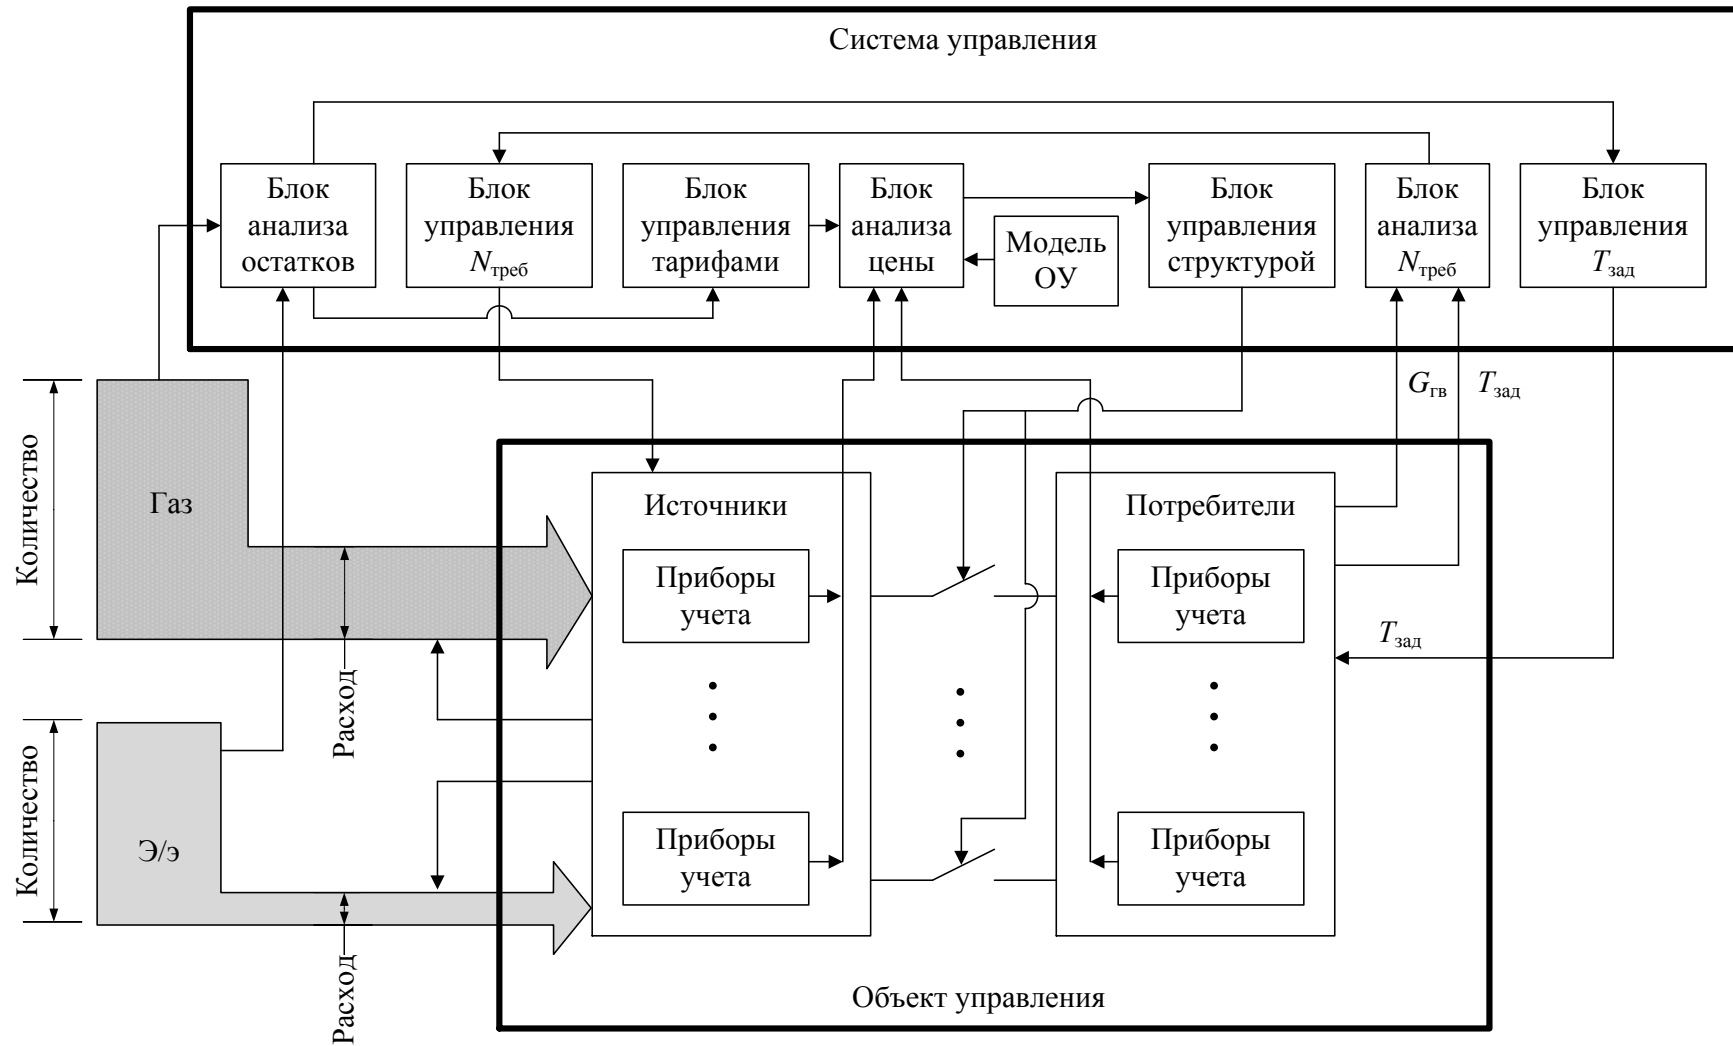 Система управления
Блок
анализа
остатков
Блок
управления
Nтреб
Блок
управления
тарифами
Блок
анализа
цены
Модель
ОУ
Блок
управления
структурой
Блок
анализа
Nтреб
Блок
управления
Tзад
Gгв
Tзад
Количество
Газ
Расход
Источники
Потребители
Приборы
учета
Приборы
учета
Tзад
Количество
Э/э
Расход
Приборы
учета
Приборы
учета
Объект управления